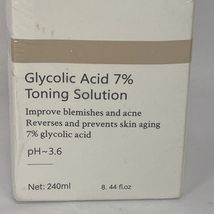 Glycolic Acid 7%
Toning Solution
Improve blemishes and acne
Reverses and prevents skin aging
7% glycolic acid
pH~3.6
Net: 240ml 8. 44 fl.oz